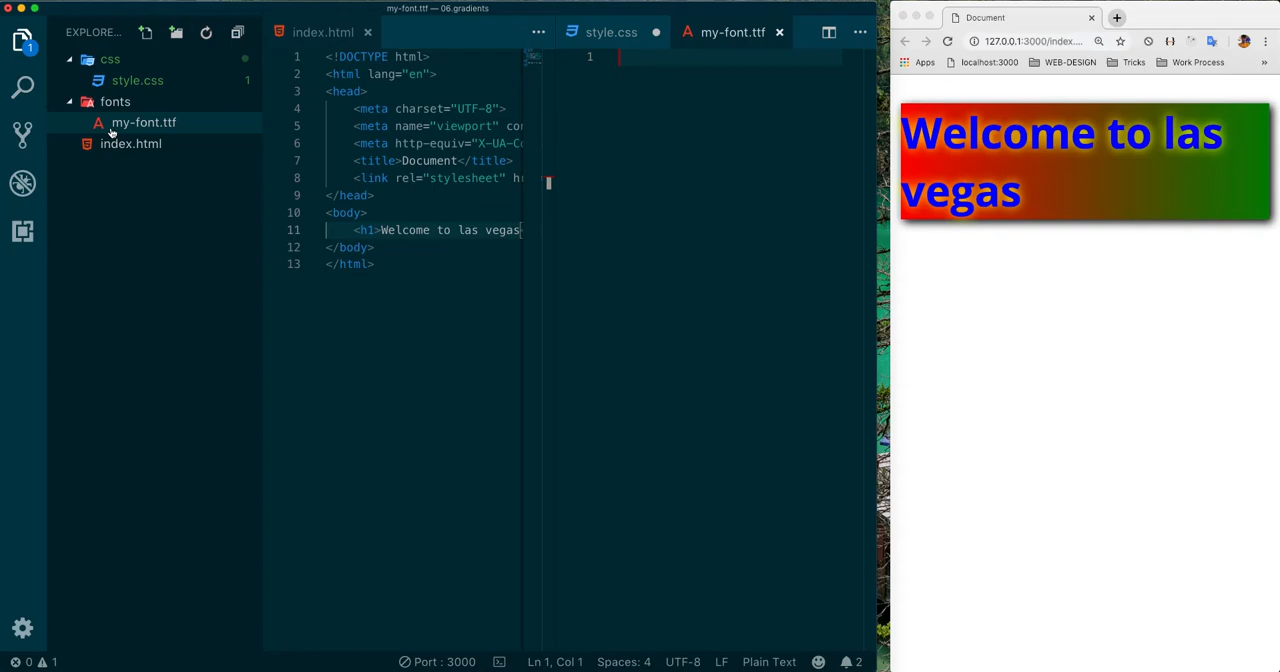 my-font.ttf — 06.gradients
EXPLORE...
css
style.css 1
fonts
my-font.ttf
index.html
1
index.html
1 <!DOCTYPE html>
2 <html lang="en">
3 <head>
4 <meta charset="UTF-8">
5 <meta name="viewport" con
6 <meta http-equiv="X-UA-Co
7 <title>Document</title>
8 <link rel="stylesheet" h
9 </head>
10 <body>
11 <h1>Welcome to las vegas
12 </body>
13 </html>
style.css
my-font.ttf
1
0 1
Port : 3000
Ln 1, Col 1
Spaces: 4
UTF-8
LF
Plain Text
2
Document
127.0.0.1:3000/index....
Apps
localhost:3000
WEB-DESIGN
Tricks
Work Process
»
Welcome to las
vegas